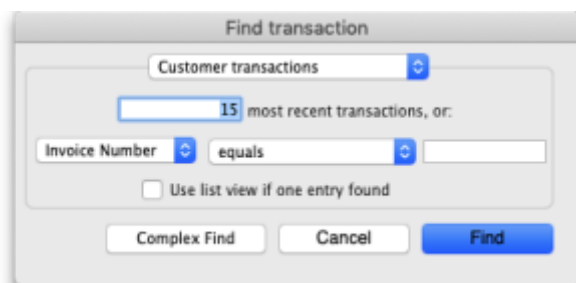 Find transaction
Customer transactions
15 most recent transactions, or:
Invoice Number equals
Use list view if one entry found
Complex Find Cancel Find